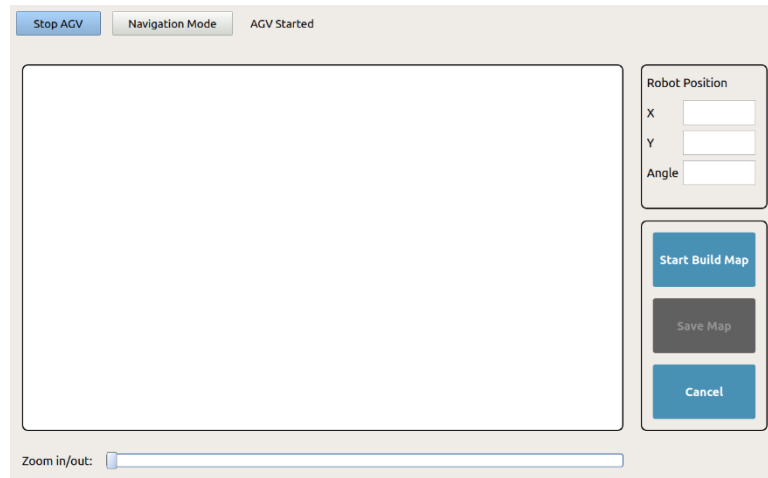 Stop AGV
Navigation Mode
AGV Started
Robot Position
X
Y
Angle
Start Build Map
Save Map
Cancel
Zoom in/out: